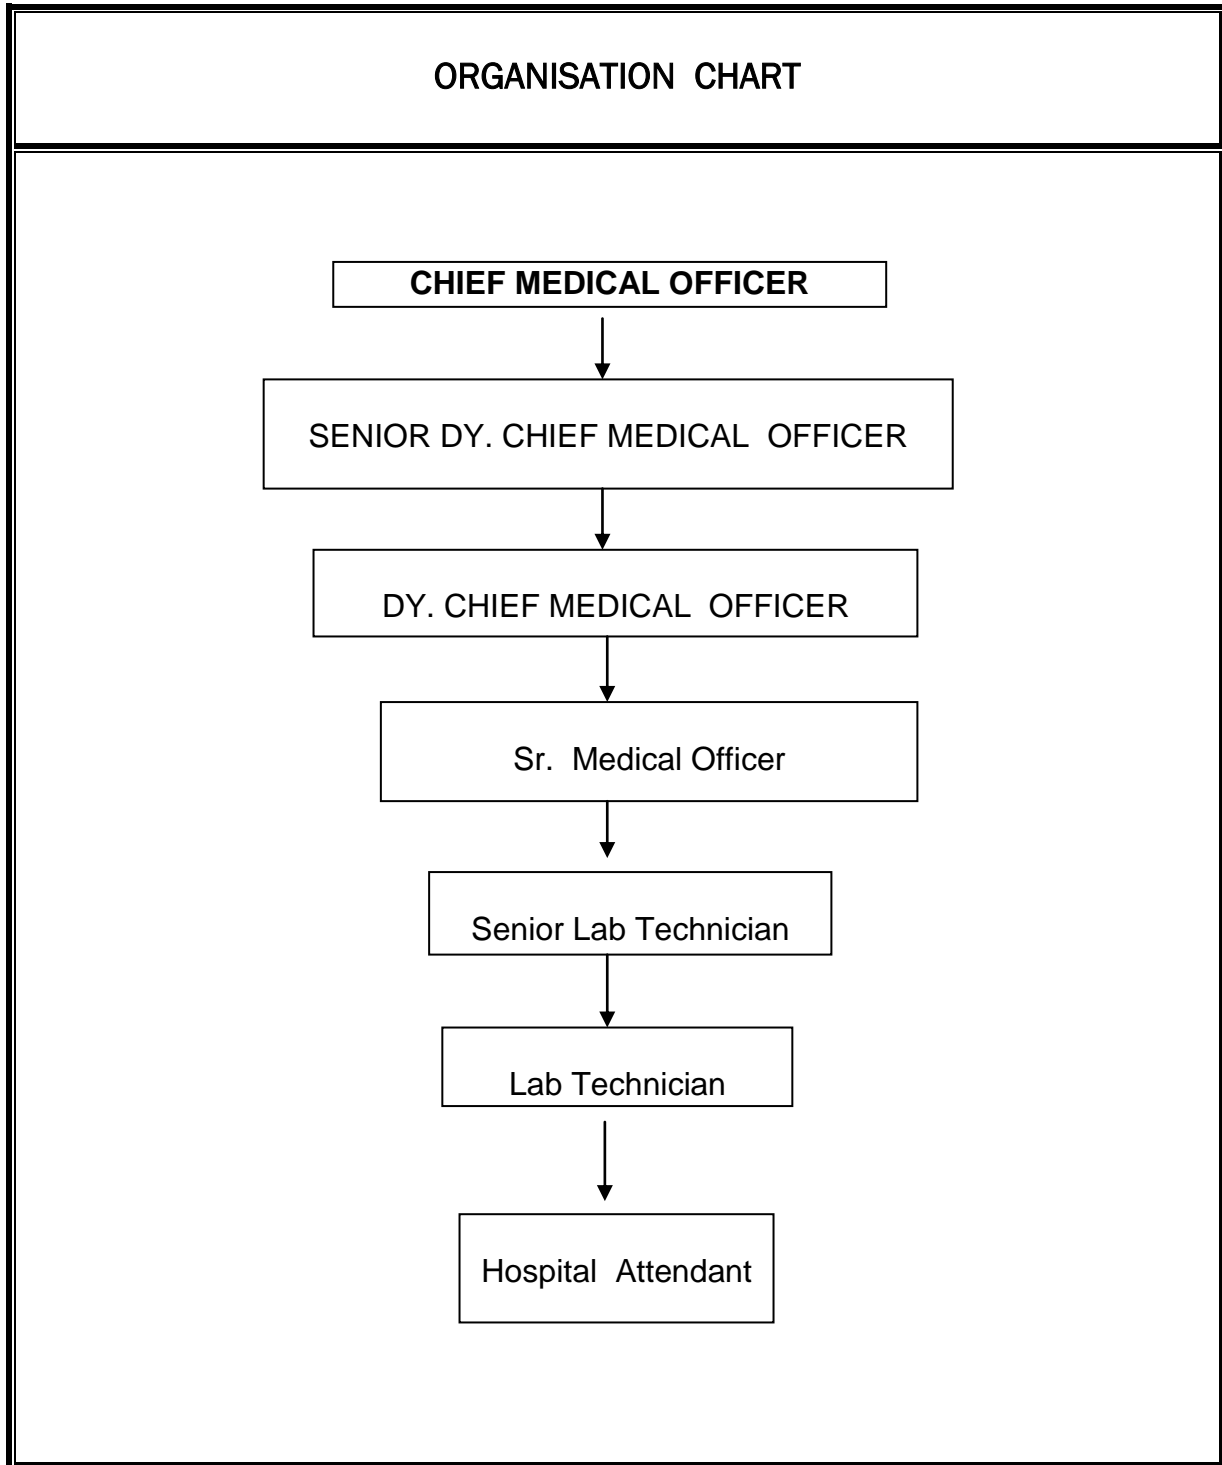 ORGANISATION CHART
CHIEF MEDICAL OFFICER
SENIOR DY. CHIEF MEDICAL OFFICER
DY. CHIEF MEDICAL OFFICER
Sr. Medical Officer
Senior Lab Technician
Lab Technician
Hospital Attendant